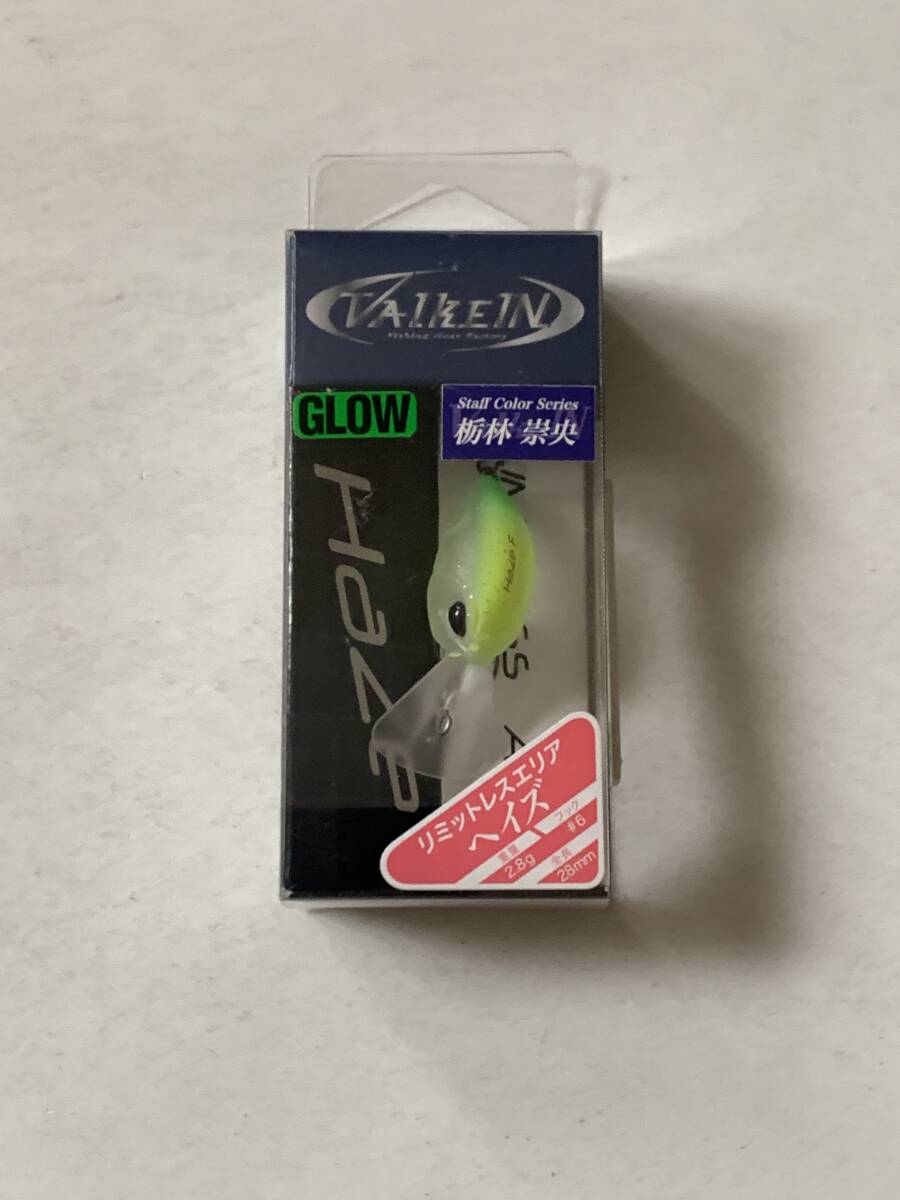 ValkeIN
Fishing Gear Factory
GLOW
Staff Color Series
栃林 崇央
HaZe
Haze F
リミットレスエリア
ヘイズ
重量
2.8g
フック
#6
全長
28mm